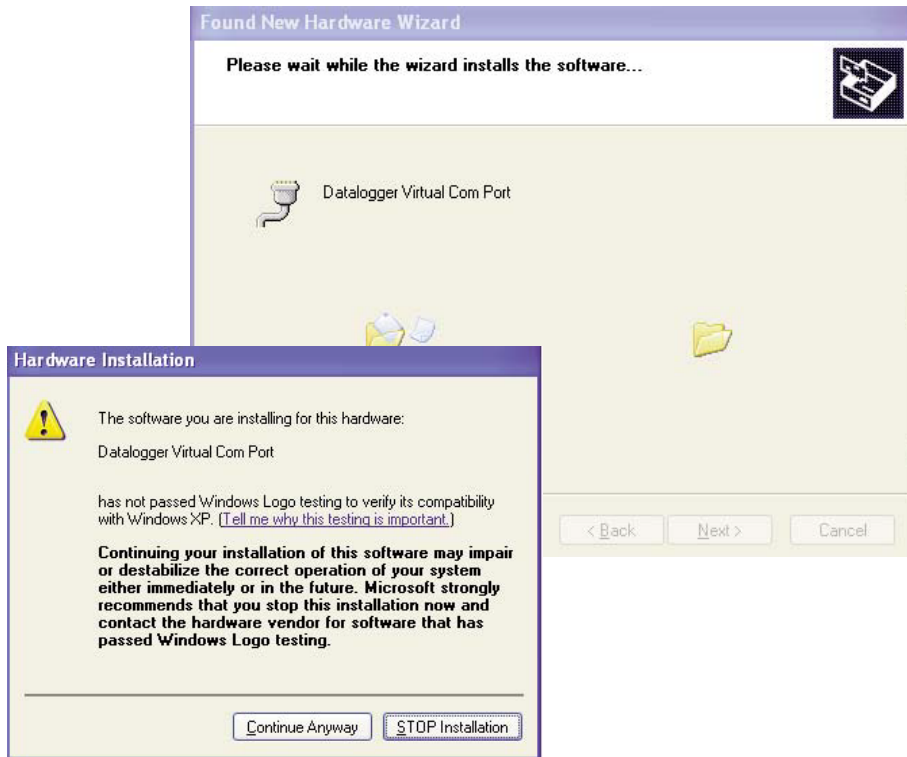 Found New Hardware Wizard
Please wait while the wizard installs the software...
Datalogger Virtual Com Port
< Back
Next >
Cancel
Hardware Installation
The software you are installing for this hardware:
Datalogger Virtual Com Port
has not passed Windows Logo testing to verify its compatibility
with Windows XP. (Tell me why this testing is important.)
Continuing your installation of this software may impair
or destabilize the correct operation of your system
either immediately or in the future. Microsoft strongly
recommends that you stop this installation now and
contact the hardware vendor for software that has
passed Windows Logo testing.
Continue Anyway
STOP Installation